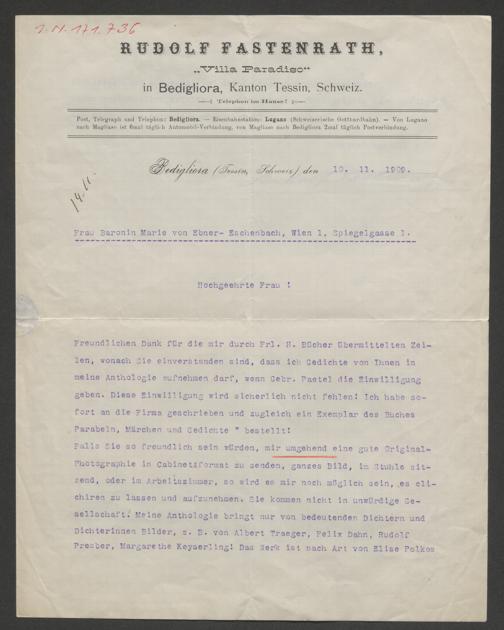 I.N. 171.736
RUDOLF FASTENRATH,
„Villa Paradiso“
in Bedigliora, Kanton Tessin, Schweiz.
Telephon im Hause!
Post, Telegraph und Telephon: Bedigliora. — Eisenbahnstation: Lugano (Schweizerische Gotthardbahn). — Von Lugano
nach Magliaso ist 6mal täglich Automobil-Verbindung, von Magliaso nach Bedigliora 2mal täglich Postverbindung.
Bedigliora (Tessin, Schweiz) den 10. 11. 1909.
Frau Baronin Marie von Ebner- Eschenbach, Wien 1, Spiegelgasse 1.
Hochgeehrte Frau !
Freundlichen Dank für die mir durch Frl. H. Bücher übermittelten Zei-
len, wonach Sie einverstanden sind, dass ich Gedichte von Ihnen in
meine Anthologie aufnehmen darf, wenn Gebr. Paetel die Einwilligung
geben. Diese Einwilligung wird sicherlich nicht fehlen! Ich habe so-
fort an die Firma geschrieben und zugleich ein Exemplar des Buches
Parabeln, Märchen und Gedichte " bestellt!
Falls Sie so freundlich sein würden, mir umgehend eine gute Original-
Photographie in Cabinetsformat zu senden, ganzes Bild, im Stuhle sit-
zend, oder im Arbeitszimmer, so wird es mir noch möglich sein, es cli-
chiren zu lassen und aufzunehmen. Sie kommen nicht in unwürdige Ge-
sellschaft. Meine Anthologie bringt nur von bedeutenden Dichtern und
Dichterinnen Bilder, z. B. von Albert Traeger, Felix Dahn, Rudolf
Presber, Margarethe Keyserling! Das Werk ist nach Art von Elise Polkos